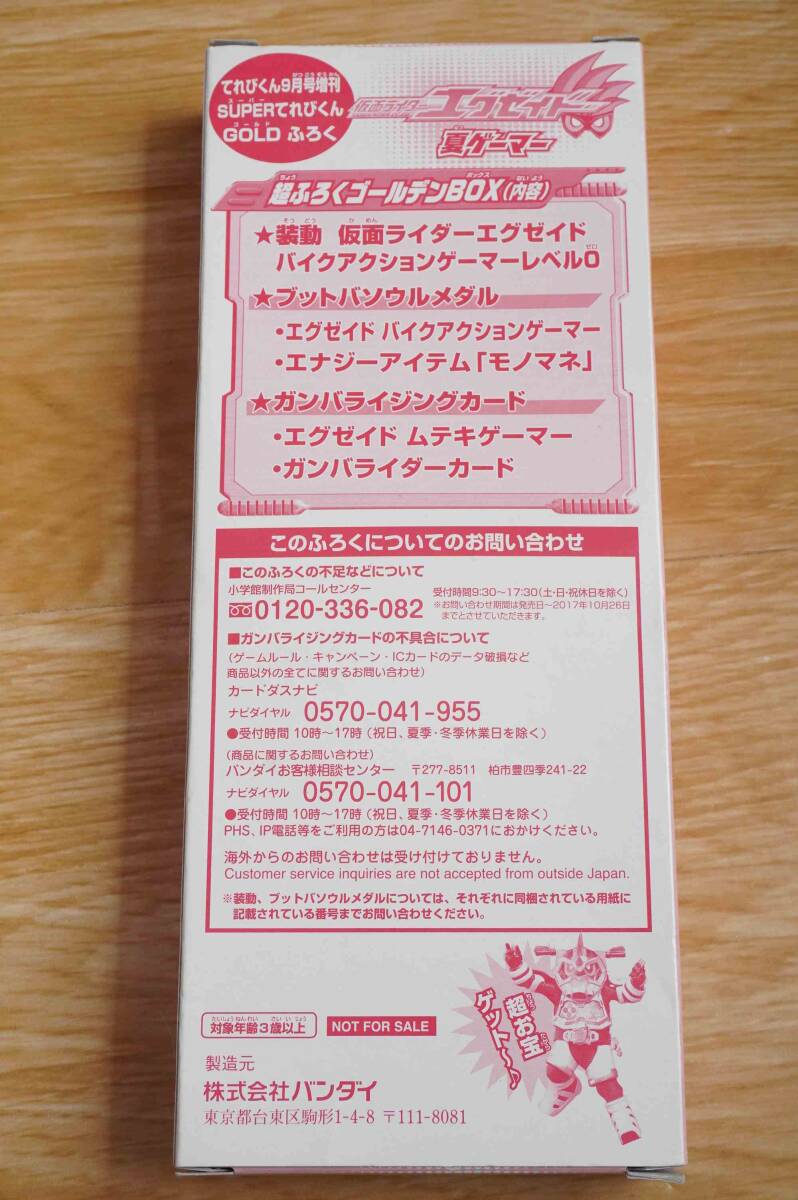 てれびくん9月号増刊
SUPERてれびくん
GOLD ふろく
仮面ライダーエグゼイド
夏ゲーマー
超ふろくゴールデンBOX(内容)
★装動 仮面ライダーエグゼイド
バイクアクションゲーマーレベル0
★ブットバソウルメダル
・エグゼイド バイクアクションゲーマー
・エナジーアイテム「モノマネ」
★ガンバライジングカード
・エグゼイド ムテキゲーマー
・ガンバライダーカード
このふろくについてのお問い合わせ
■このふろくの不足などについて
小学館制作局コールセンター
0120-336-082
受付時間9:30~17:30(土・日・祝休日を除く)
※お問い合わせ期間は発売日~2017年10月26日
までとさせていただきます。
■ガンバライジングカードの不具合について
(ゲームルール・キャンペーン・ICカードのデータ破損など
商品以外の全てに関するお問い合わせ)
カードダスナビ
ナビダイヤル 0570-041-955
●受付時間 10時~17時(祝日、夏季・冬季休業日を除く)
(商品に関するお問い合わせ)
バンダイお客様相談センター 〒277-8511 柏市豊四季241-22
ナビダイヤル 0570-041-101
●受付時間 10時~17時(祝日、夏季・冬季休業日を除く)
PHS、IP電話等をご利用の方は04-7146-0371におかけください。
海外からのお問い合わせは受け付けておりません。
Customer service inquiries are not accepted from outside Japan.
※装動、ブットバソウルメダルについては、それぞれに同梱されている用紙に
記載されている番号までお問い合わせください。
超お宝
ゲット~♪
対象年齢3歳以上
NOT FOR SALE
製造元
株式会社バンダイ
東京都台東区駒形1-4-8 〒111-8081